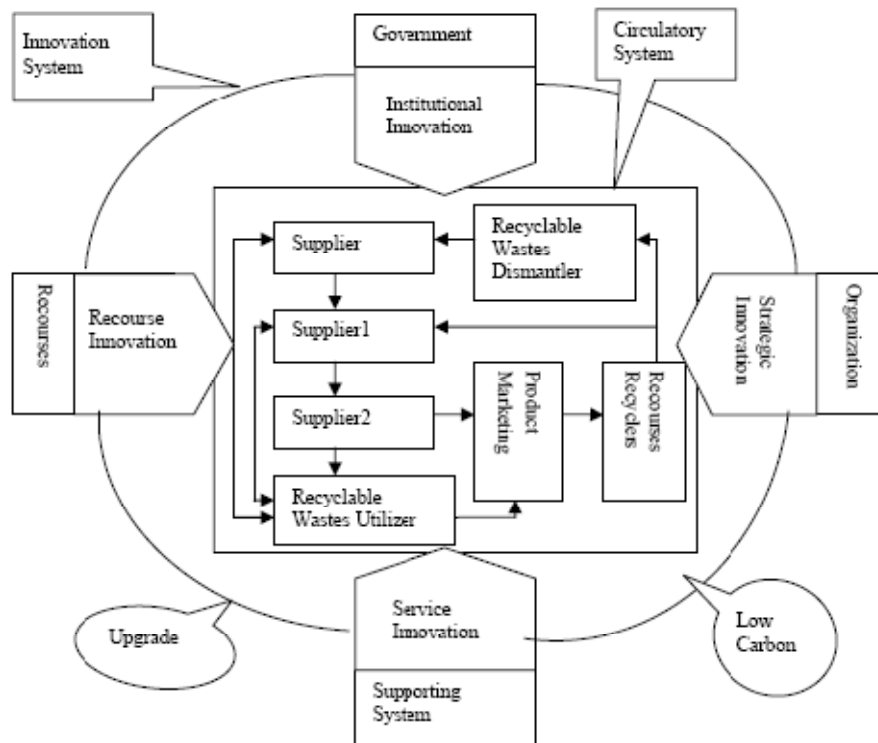 Innovation
System
Government
Circulatory
System
Institutional
Innovation
Supplier
Recyclable
Wastes
Dismantler
Recourses
Recourse
Innovation
Supplier1
Strategic
Innovation
Organization
Product
Marketing
Recourses
Recyclers
Supplier2
Recyclable
Wastes Utilizer
Upgrade
Service
Innovation
Low
Carbon
Supporting
System